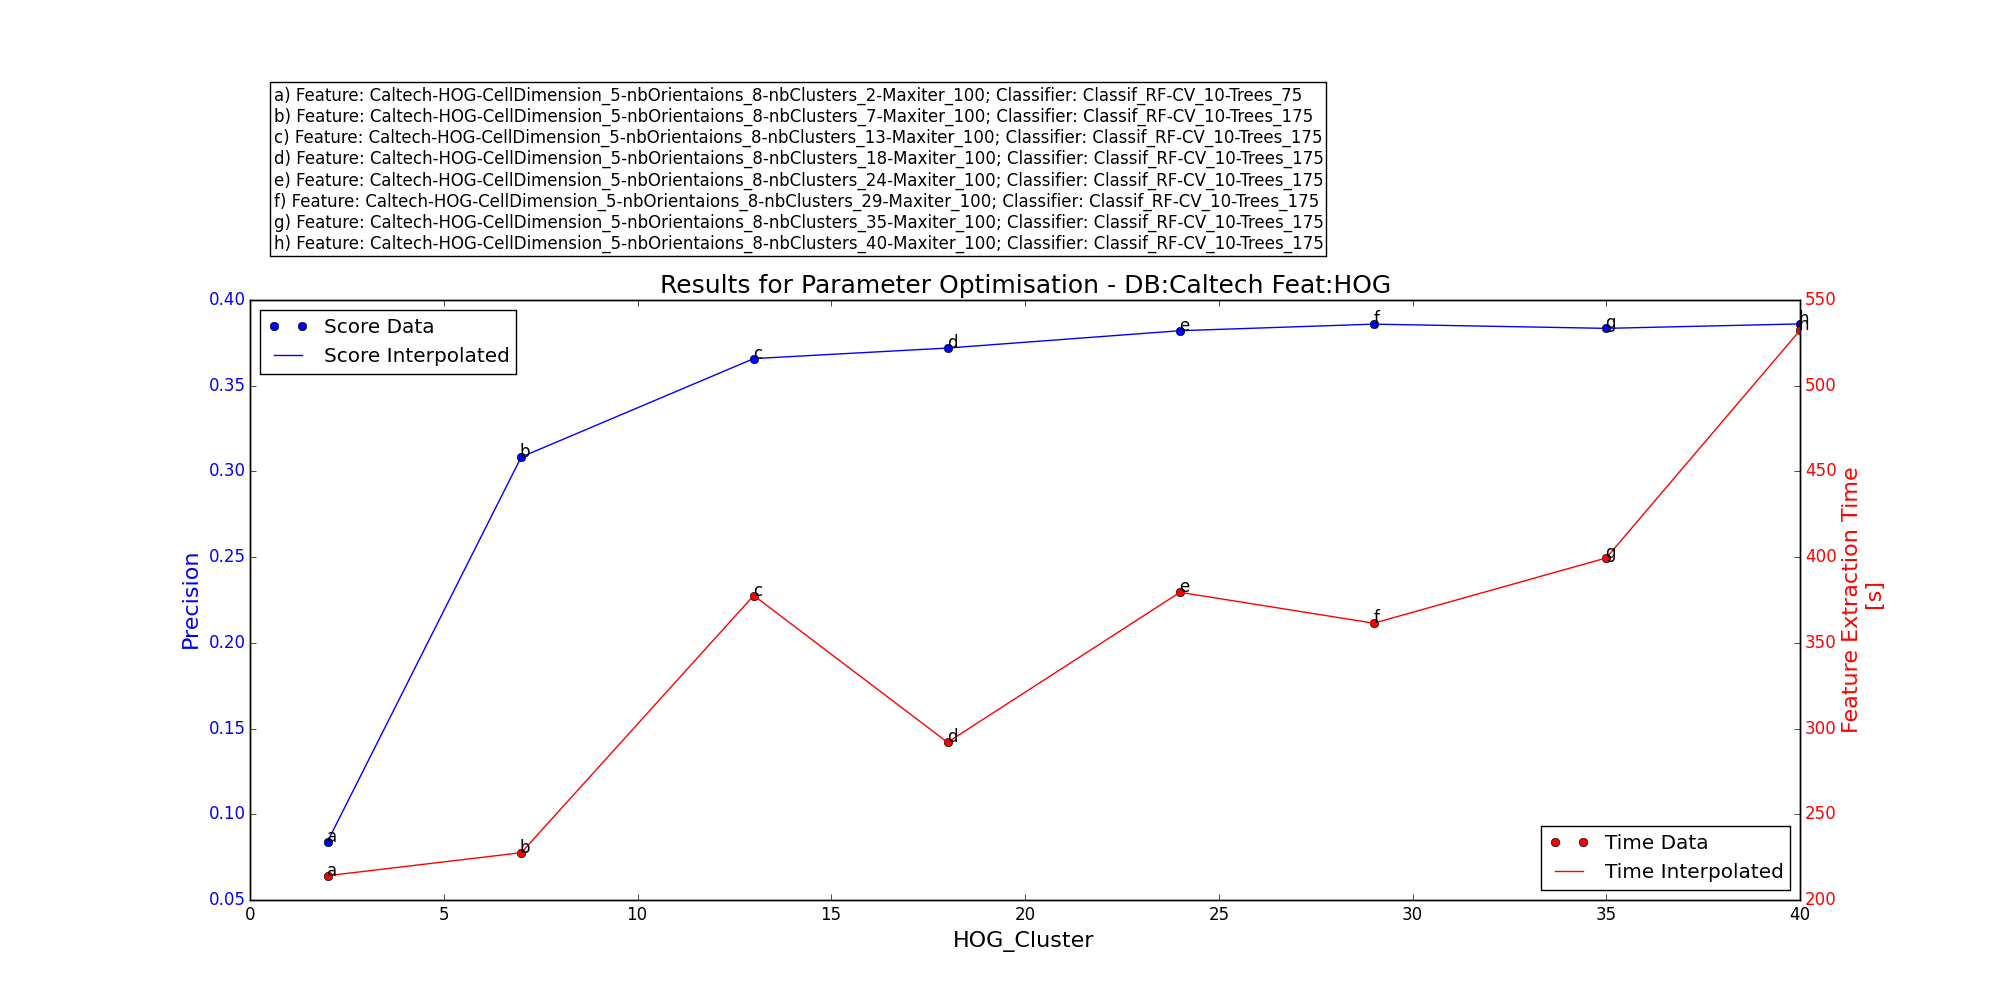 a) Feature: Caltech-HOG-CellDimension_5-nbOrientaions_8-nbClusters_2-Maxiter_100; Classifier: Classif_RF-CV_10-Trees_75
b) Feature: Caltech-HOG-CellDimension_5-nbOrientaions_8-nbClusters_7-Maxiter_100; Classifier: Classif_RF-CV_10-Trees_175
c) Feature: Caltech-HOG-CellDimension_5-nbOrientaions_8-nbClusters_13-Maxiter_100; Classifier: Classif_RF-CV_10-Trees_175
d) Feature: Caltech-HOG-CellDimension_5-nbOrientaions_8-nbClusters_18-Maxiter_100; Classifier: Classif_RF-CV_10-Trees_175
e) Feature: Caltech-HOG-CellDimension_5-nbOrientaions_8-nbClusters_24-Maxiter_100; Classifier: Classif_RF-CV_10-Trees_175
f) Feature: Caltech-HOG-CellDimension_5-nbOrientaions_8-nbClusters_29-Maxiter_100; Classifier: Classif_RF-CV_10-Trees_175
g) Feature: Caltech-HOG-CellDimension_5-nbOrientaions_8-nbClusters_35-Maxiter_100; Classifier: Classif_RF-CV_10-Trees_175
h) Feature: Caltech-HOG-CellDimension_5-nbOrientaions_8-nbClusters_40-Maxiter_100; Classifier: Classif_RF-CV_10-Trees_175
Results for Parameter Optimisation - DB:Caltech Feat:HOG
Score Data
Score Interpolated
Precision
0.40
0.35
0.30
0.25
0.20
0.15
0.10
0.05
a
b
c
d
e
f
g
h
a
b
c
d
e
f
g
h
550
500
450
400
350
300
250
200
Feature Extraction Time
[s]
Time Data
Time Interpolated
0
5
10
15
20
25
30
35
40
HOG_Cluster